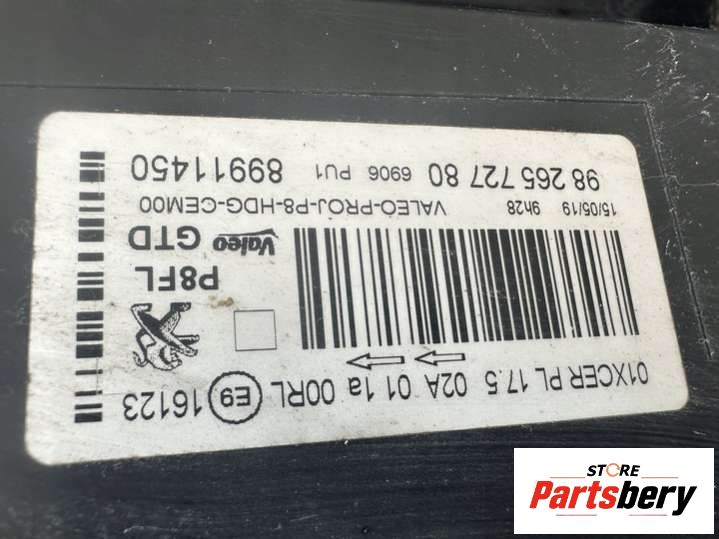 01XCER PL 17.5 02A 01 1a 00RL E9 16123
P8FL
Valeo GTD
15/05/19 9h28 VALEO-PROJ-P8-HDG-CEM00
98 265 727 80 6906 PU1 89911450
STORE
Partsbery